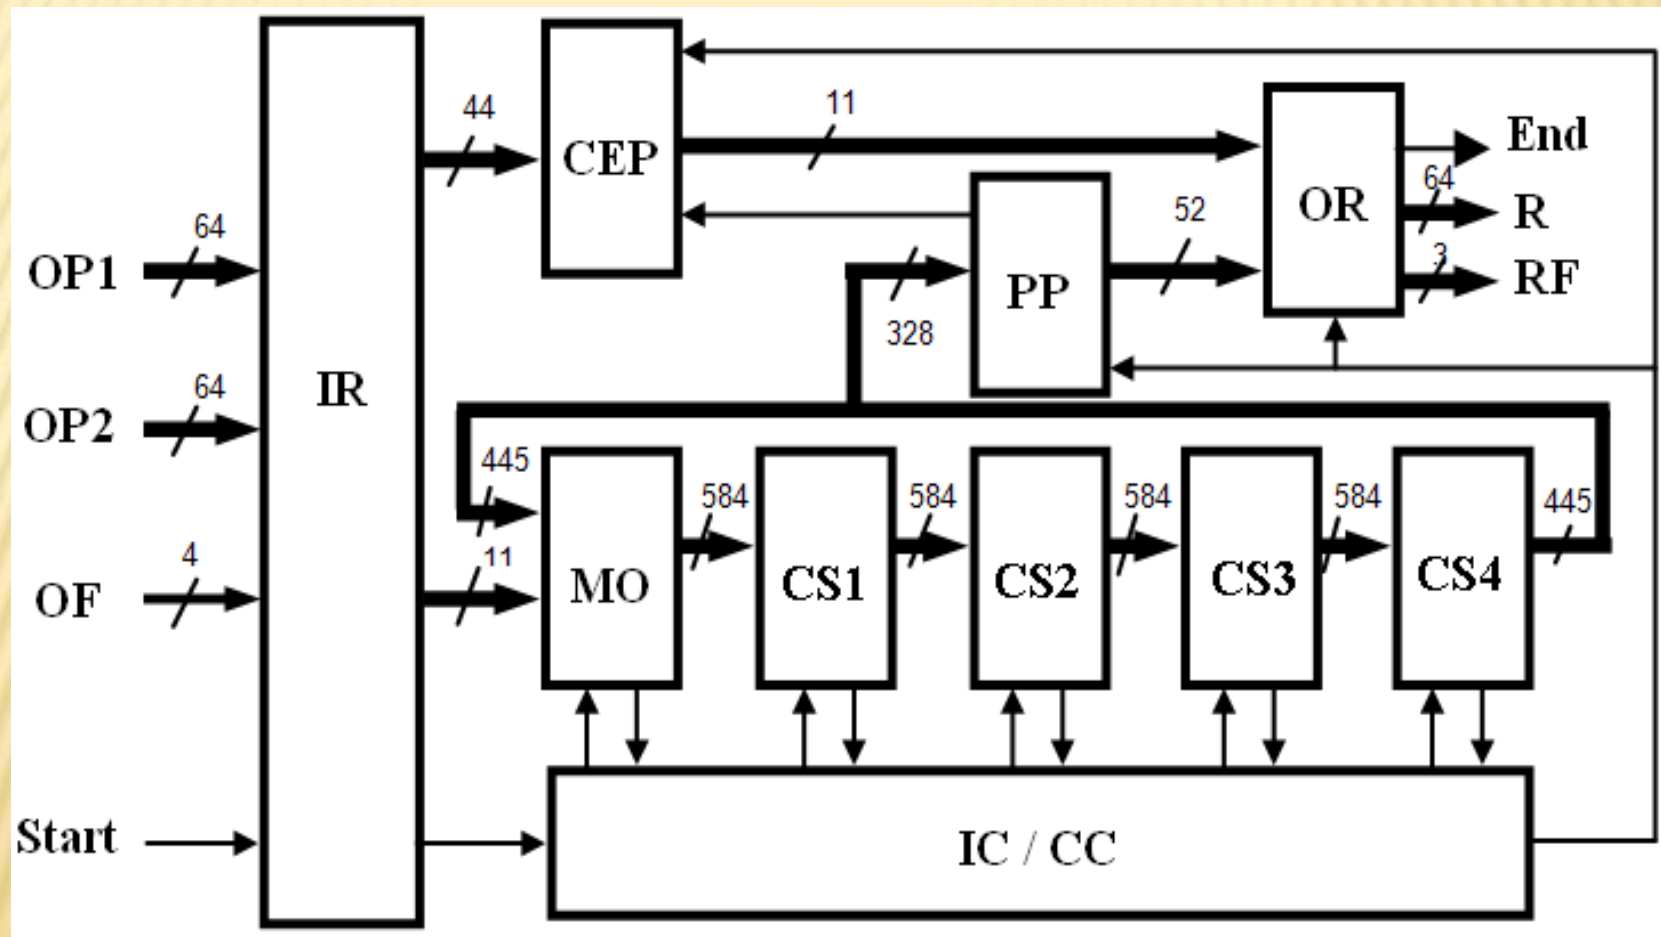 44
CEP
11
OR
End
64
R
3
RF
PP
52
328
OP1
64
OP2
64
OF
4
Start
IR
445
11
MO
584
CS1
584
CS2
584
CS3
584
CS4
445
IC / CC